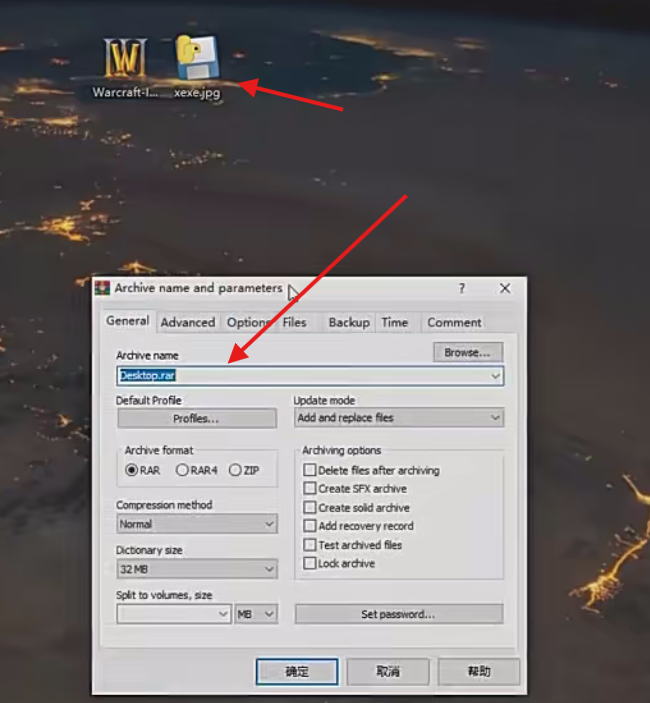 Warcraft-I... xexe.jpg
Archive name and parameters ?
General Advanced Options Files Backup Time Comment
Archive name Browse...
Desktop.rar
Default Profile Update mode
Profiles... Add and replace files
Archive format Archiving options
RAR RAR4 ZIP Delete files after archiving
Create SFX archive
Compression method Create solid archive
Normal Add recovery record
Dictionary size Test archived files
32 MB Lock archive
Split to volumes, size
MB Set password...
确定 取消 帮助